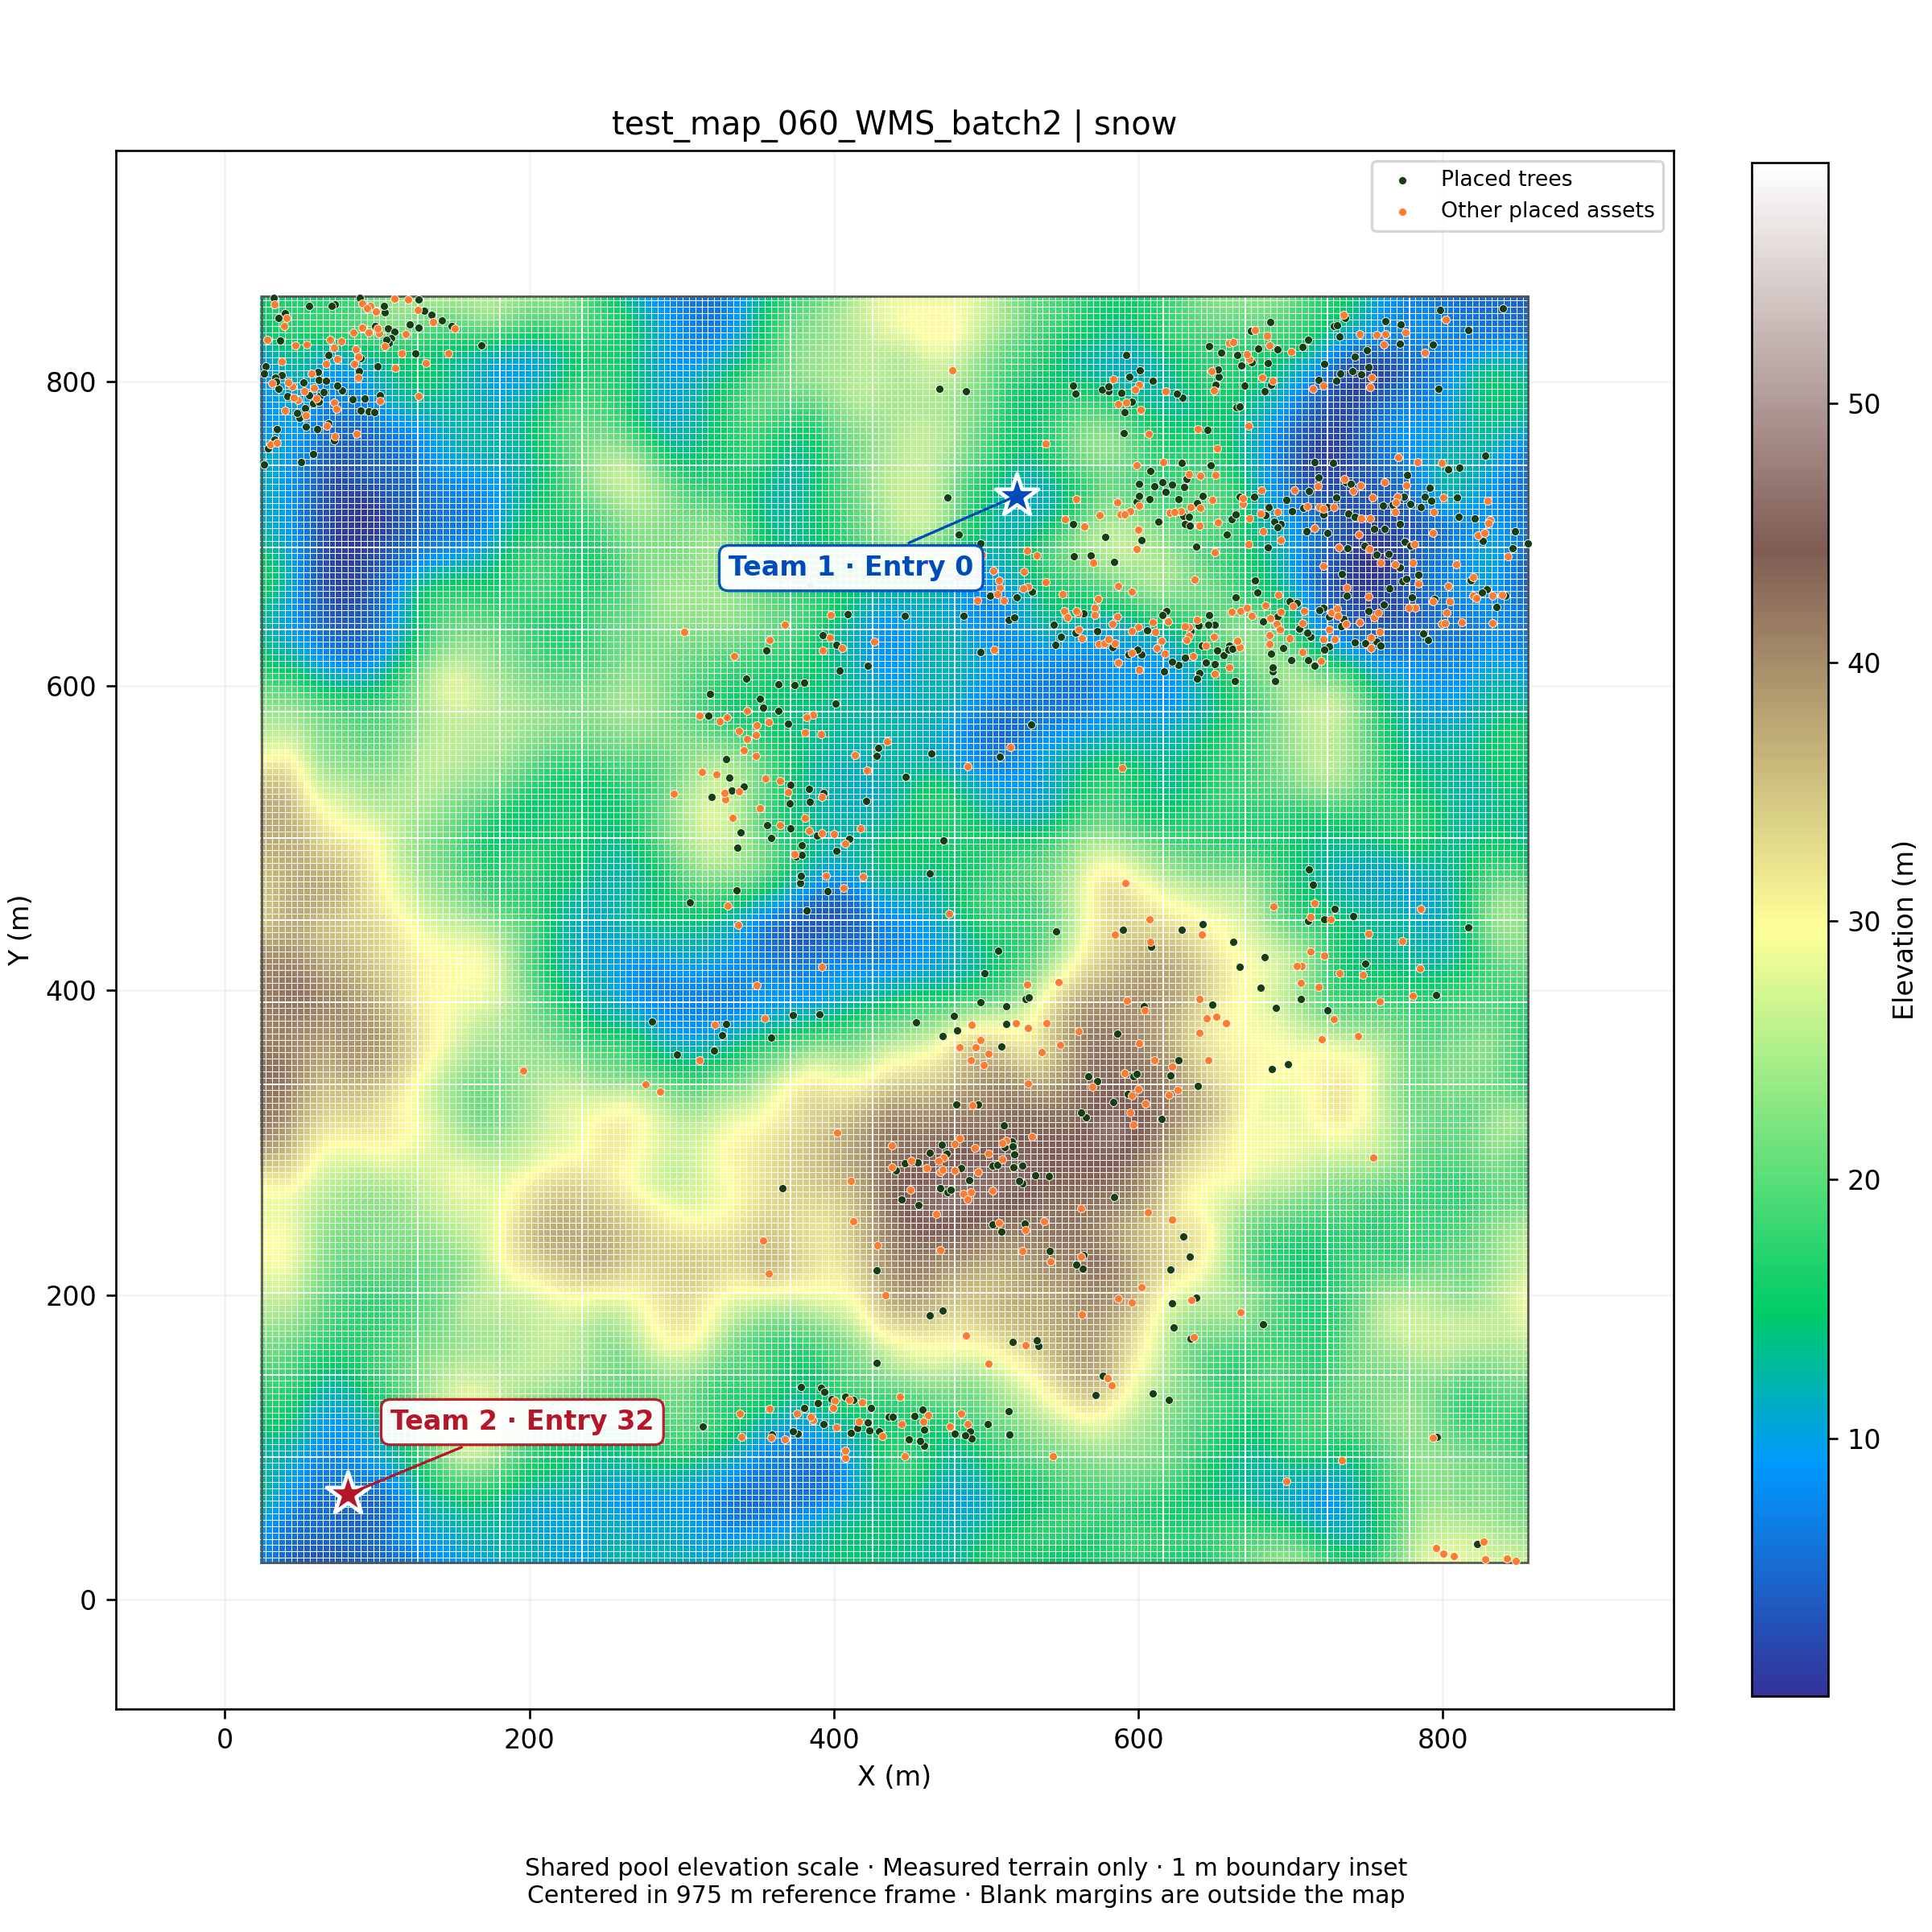 test_map_060_WMS_batch2 | snow
Placed trees
Other placed assets
Team 1 · Entry 0
Team 2 · Entry 32
800
600
400
200
0
0
200
400
600
800
X (m)
Y (m)
50
40
30
20
10
Elevation (m)
Shared pool elevation scale · Measured terrain only · 1 m boundary inset
Centered in 975 m reference frame · Blank margins are outside the map